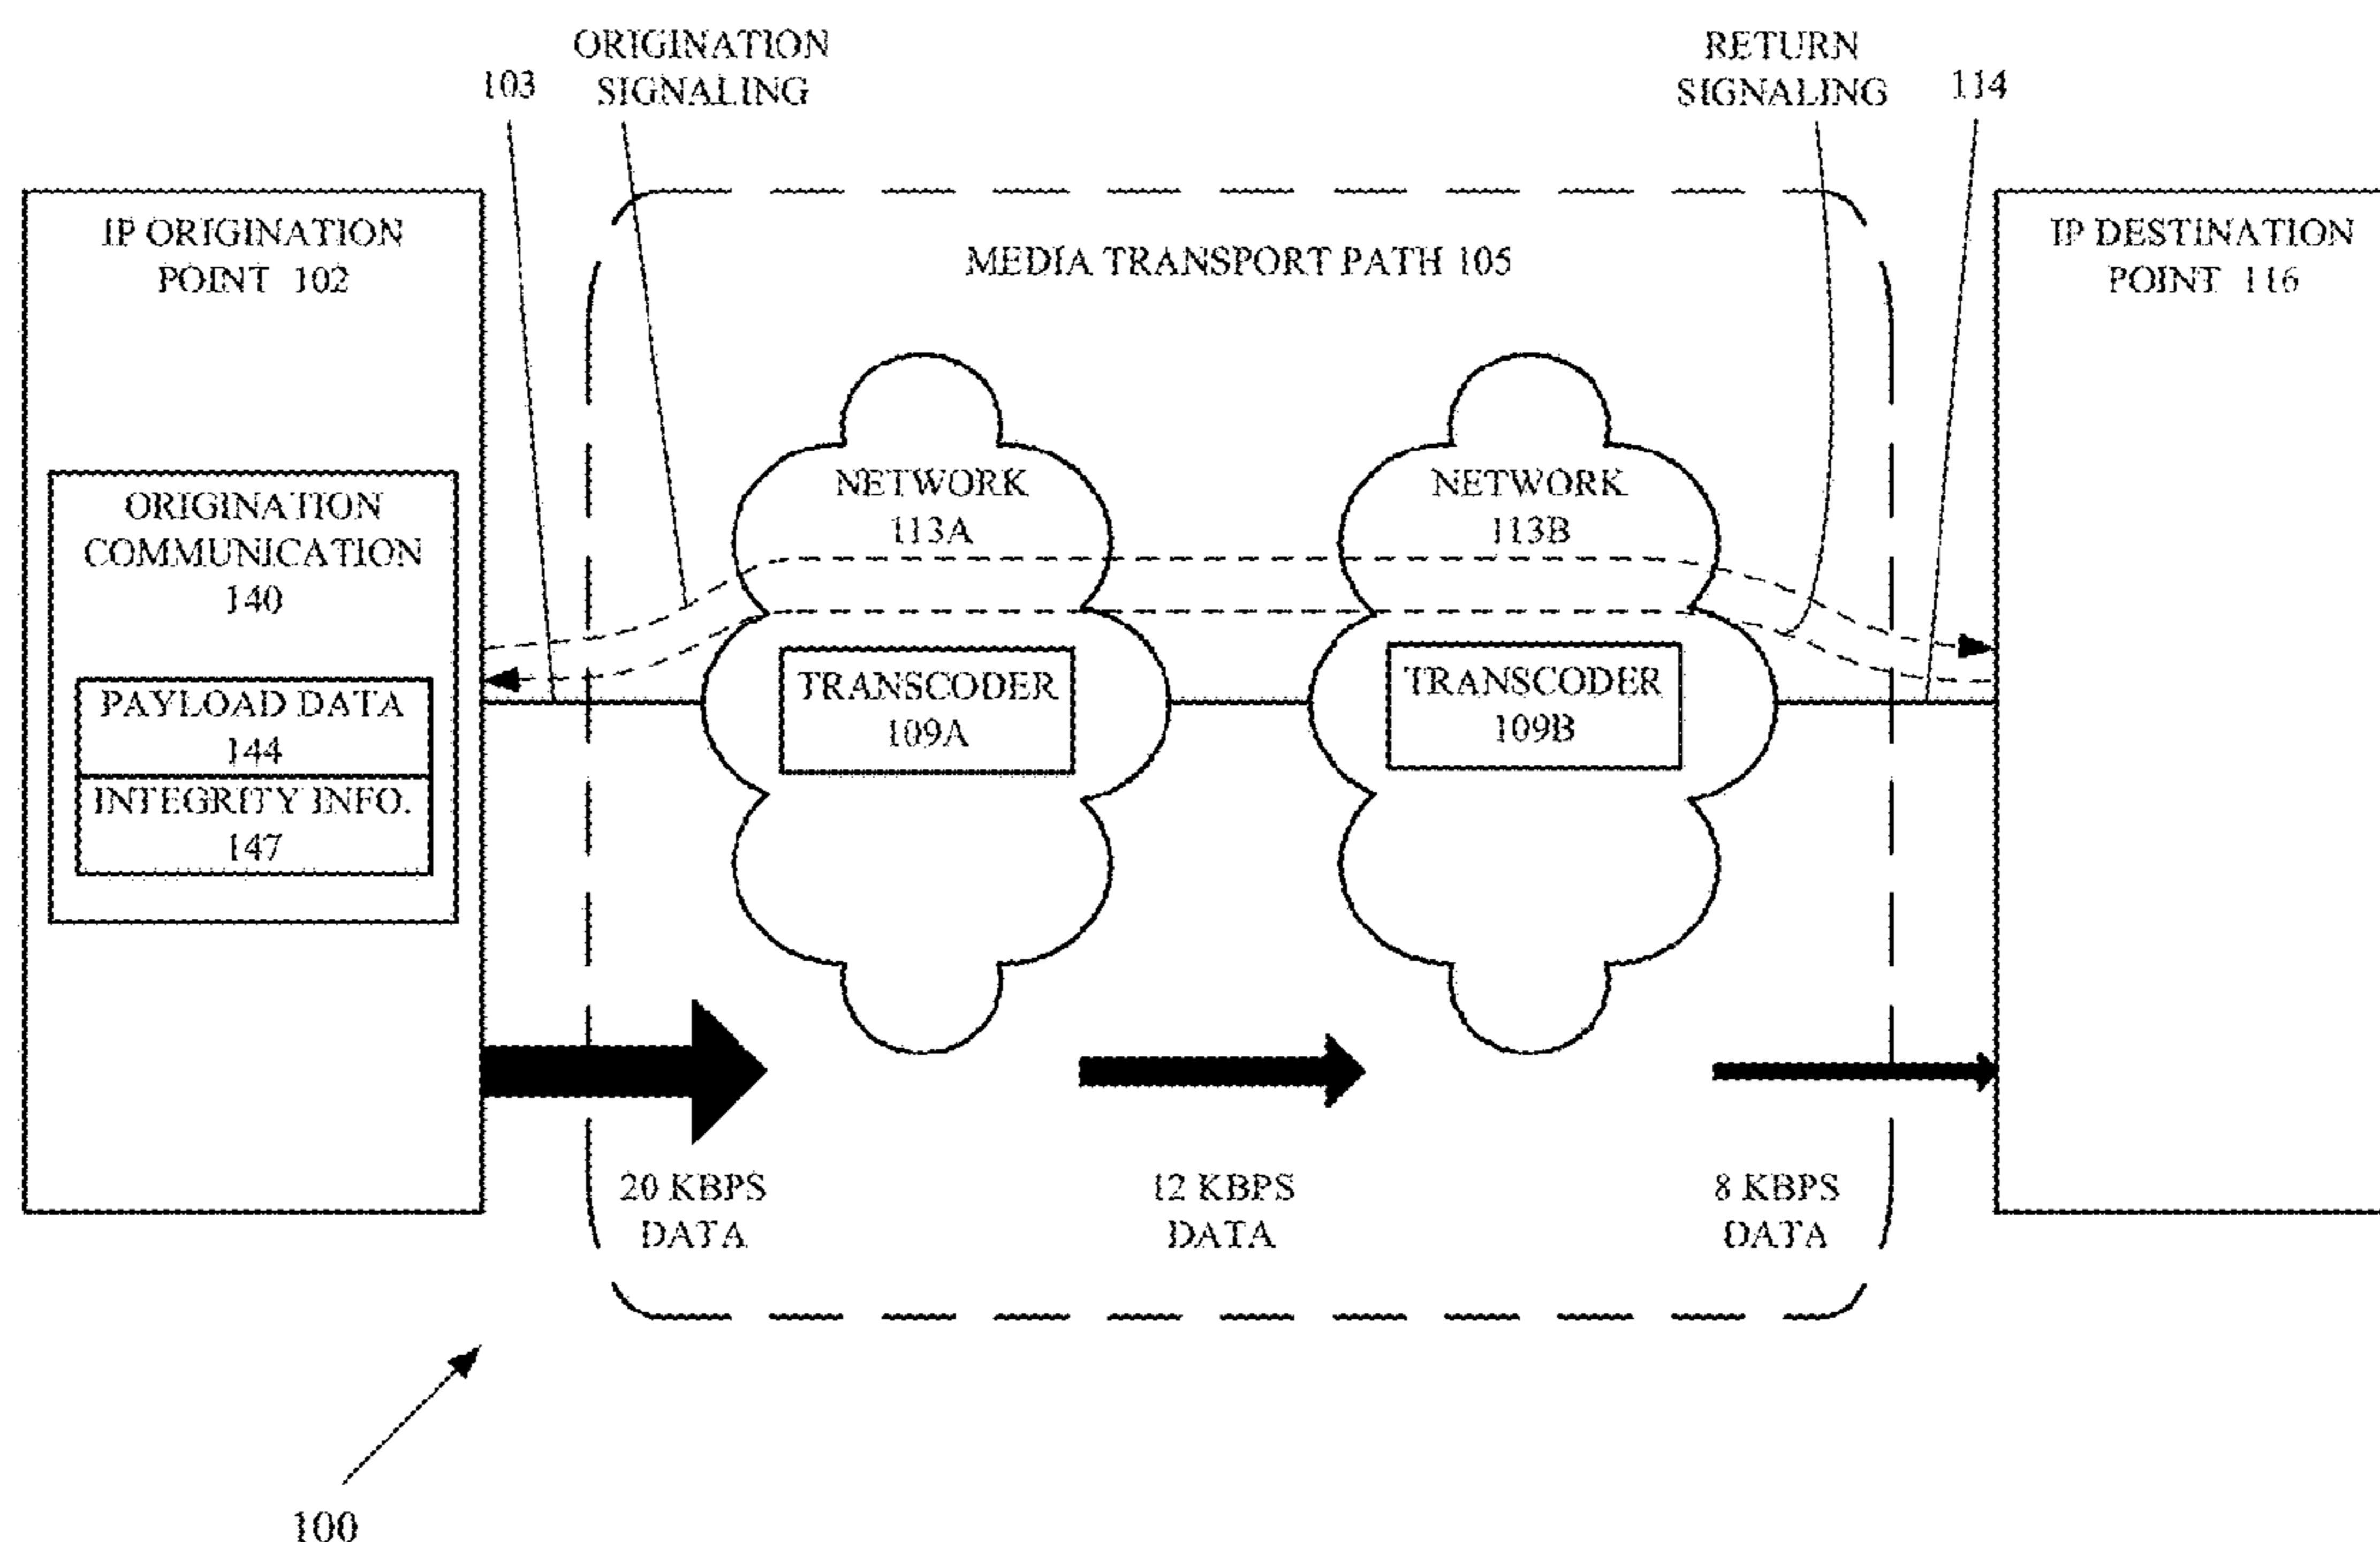 ORIGINATION
SIGNALING
103
RETURN
SIGNALING
114
IP ORIGINATION
POINT 102
MEDIA TRANSPORT PATH 105
IP DESTINATION
POINT 116
ORIGINATION
COMMUNICATION
140
PAYLOAD DATA
144
INTEGRITY INFO.
147
NETWORK
113A
TRANSCODER
109A
NETWORK
113B
TRANSCODER
109B
20 KBPS
DATA
12 KBPS
DATA
8 KBPS
DATA
100